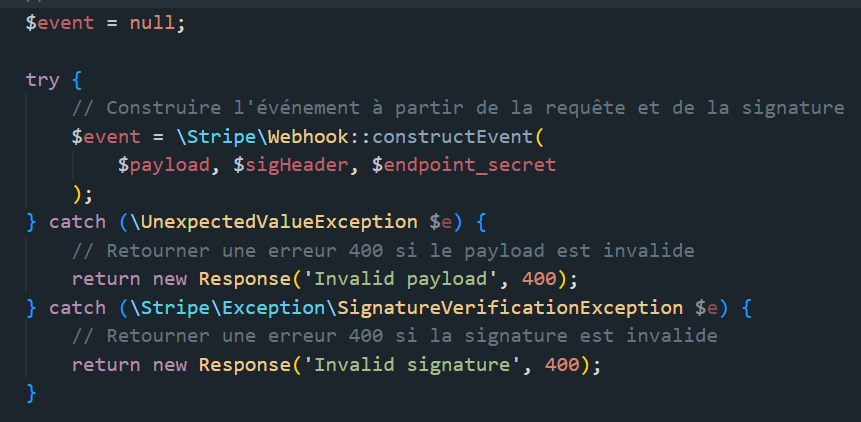 $event = null;
try {
// Construire l'événement à partir de la requête et de la signature
$event = \Stripe\Webhook::constructEvent(
$payload, $sigHeader, $endpoint_secret
);
} catch (\UnexpectedValueException $e) {
// Retourner une erreur 400 si le payload est invalide
return new Response('Invalid payload', 400);
} catch (\Stripe\Exception\SignatureVerificationException $e) {
// Retourner une erreur 400 si la signature est invalide
return new Response('Invalid signature', 400);
}